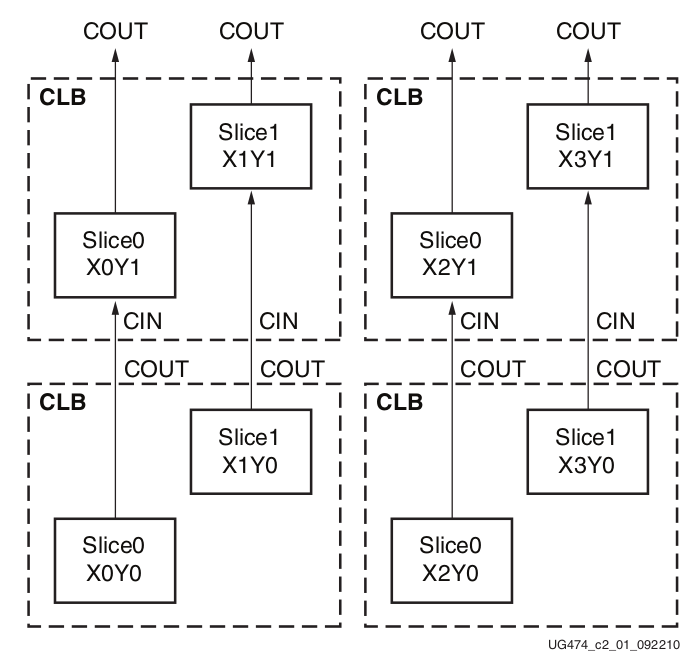 COUT COUT COUT COUT
CLB CLB
Slice1 Slice1
X1Y1 X3Y1
Slice0 Slice0
X0Y1 X2Y1
CIN CIN CIN CIN
COUT COUT COUT COUT
CLB CLB
Slice1 Slice1
X1Y0 X3Y0
Slice0 Slice0
X0Y0 X2Y0
UG474_c2_01_092210